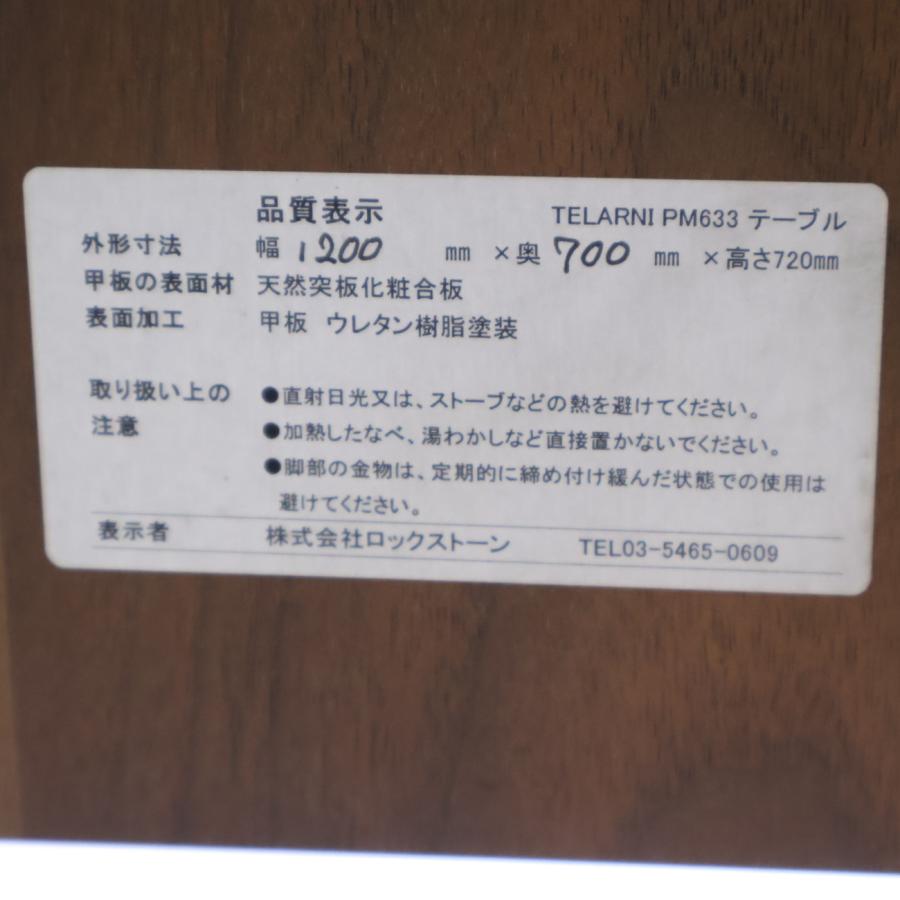 品質表示 TELARNI PM633 テーブル
外形寸法 幅 1200 mm ×奥 700 mm ×高さ720mm
甲板の表面材 天然突板化粧合板
表面加工 甲板 ウレタン樹脂塗装
取り扱い上の ●直射日光又は、ストーブなどの熱を避けてください。
注意 ●加熱したなべ、湯わかしなど直接置かないでください。
●脚部の金物は、定期的に締め付け緩んだ状態での使用は
避けてください。
表示者 株式会社ロックストーン TEL03-5465-0609